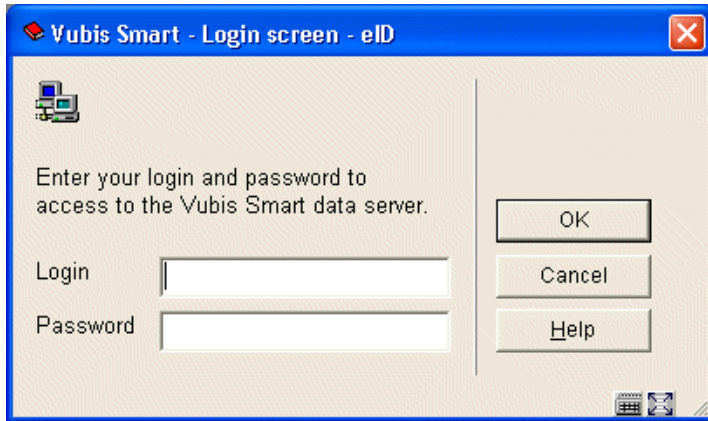 Vubis Smart - Login screen - eID
Enter your login and password to
access to the Vubis Smart data server.
Login
Password
OK
Cancel
Help